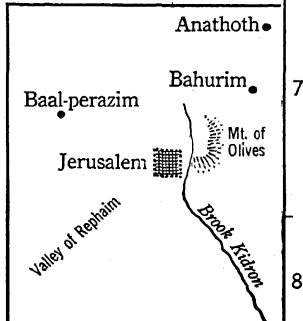 Anathoth
Bahurim
7
Baal-perazim
Mt. of
Olives
Jerusalem
Valley of Rephaim
Brook Kidron
8